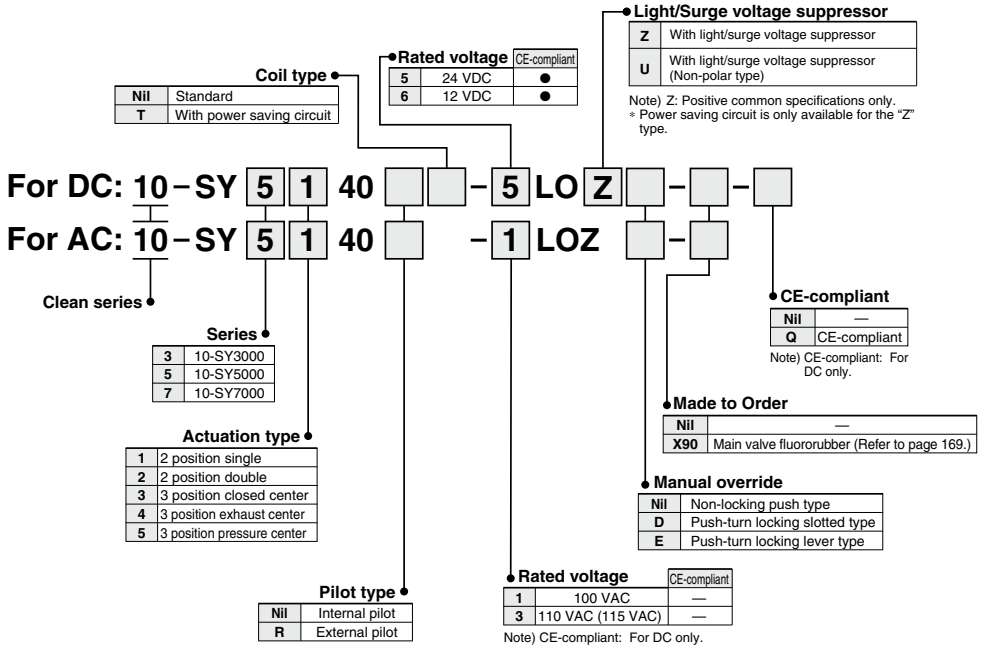 Light/Surge voltage suppressor
Z With light/surge voltage suppressor
U With light/surge voltage suppressor
(Non-polar type)
Note) Z: Positive common specifications only.
* Power saving circuit is only available for the “Z”
type.
Rated voltage CE-compliant
5 24 VDC ●
6 12 VDC ●
Coil type
Nil Standard
T With power saving circuit
For DC: 10-SY 5 1 40 - 5 LO Z - -
For AC: 10-SY 5 1 40 - 1 LOZ -
Clean series
Series
3 10-SY3000
5 10-SY5000
7 10-SY7000
Actuation type
1 2 position single
2 2 position double
3 3 position closed center
4 3 position exhaust center
5 3 position pressure center
Pilot type
Nil Internal pilot
R External pilot
Rated voltage CE-compliant
1 100 VAC —
3 110 VAC (115 VAC) —
Note) CE-compliant: For DC only.
Manual override
Nil Non-locking push type
D Push-turn locking slotted type
E Push-turn locking lever type
Made to Order
Nil —
X90 Main valve fluororubber (Refer to page 169.)
CE-compliant
Nil —
Q CE-compliant
Note) CE-compliant: For
DC only.